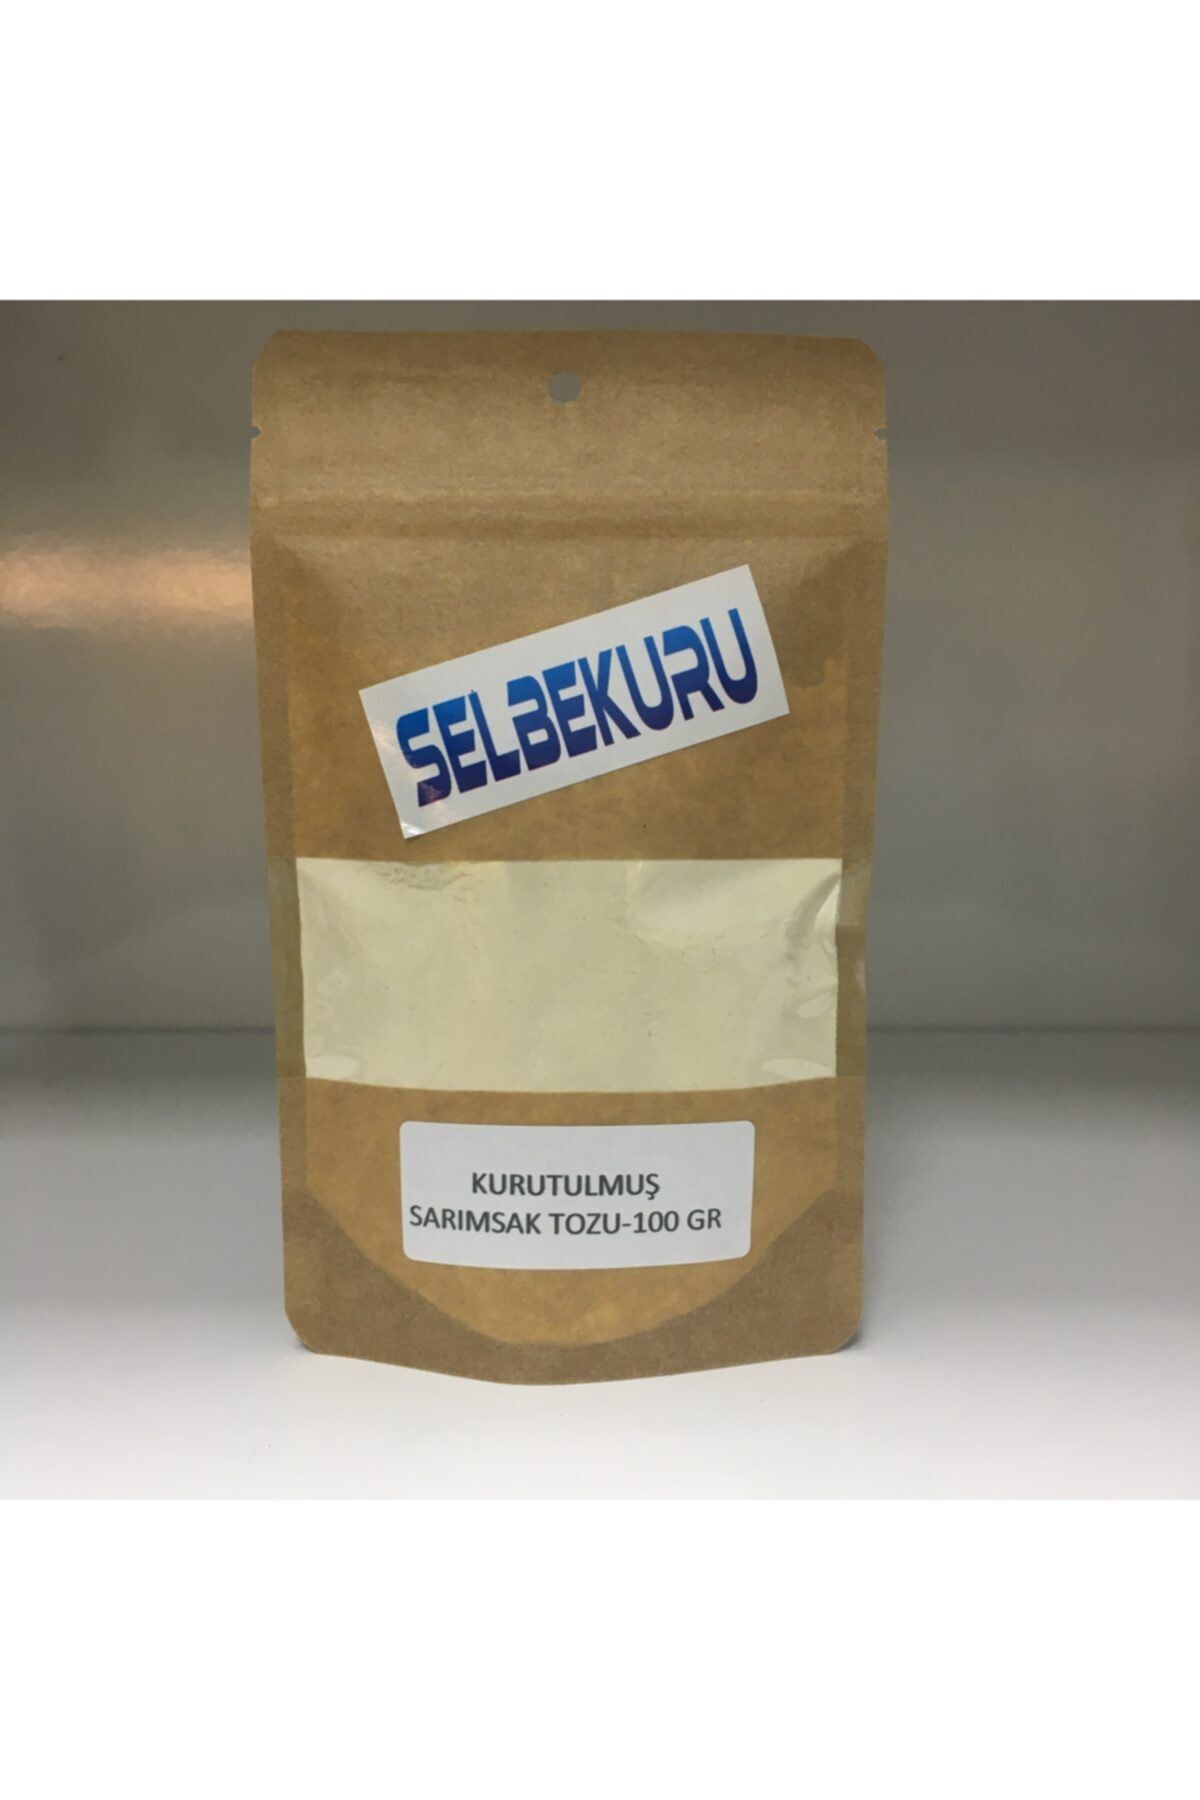 SELBEKURU
KURUTULMUŞ
SARIMSAK TOZU-100 GR